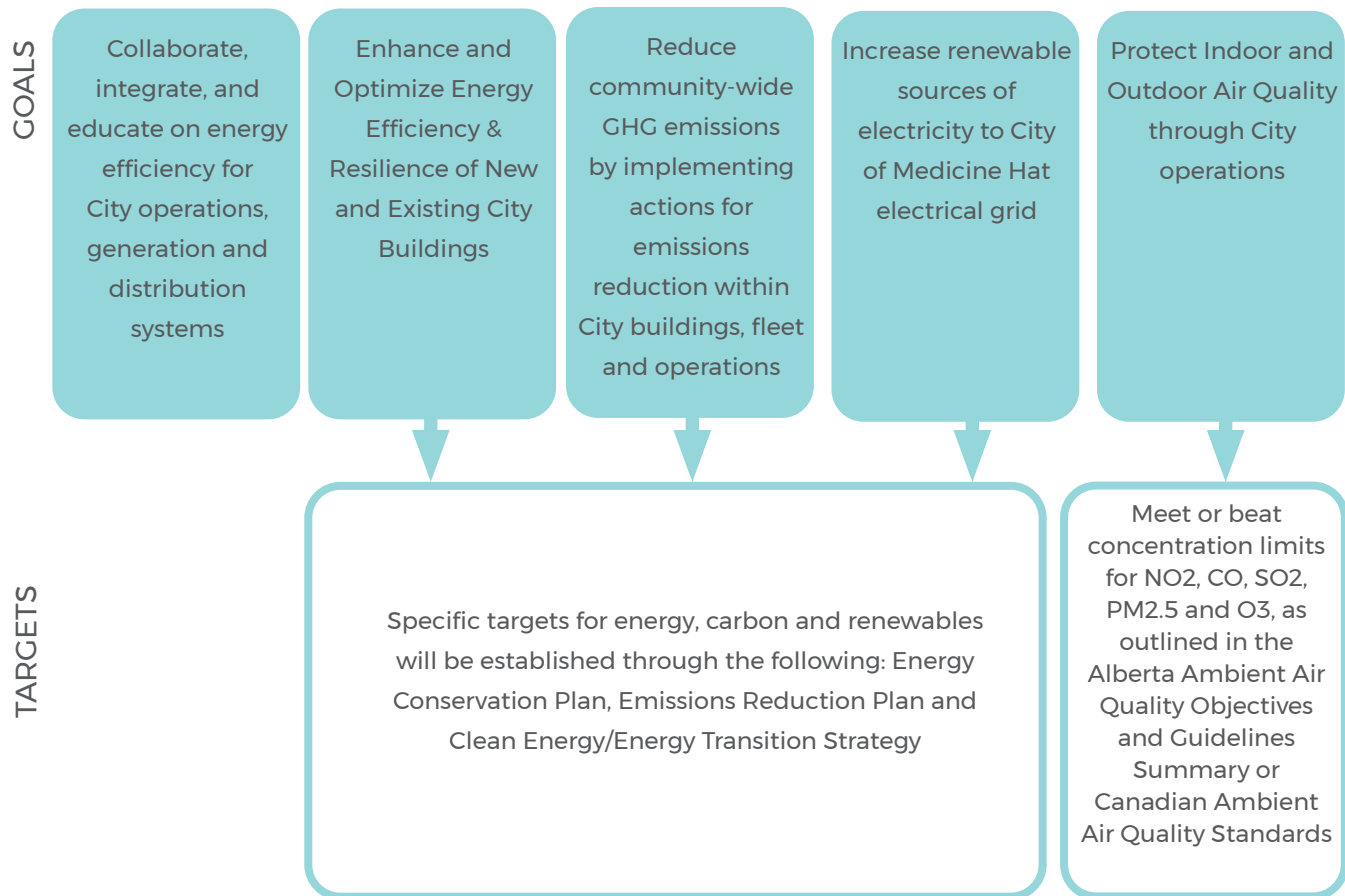 GOALS
Collaborate,
integrate, and
educate on energy
efficiency for
City operations,
generation and
distribution
systems
Enhance and
Optimize Energy
Efficiency &
Resilience of New
and Existing City
Buildings
Reduce
community-wide
GHG emissions
by implementing
actions for
emissions
reduction within
City buildings, fleet
and operations
Increase renewable
sources of
electricity to City
of Medicine Hat
electrical grid
Protect Indoor and
Outdoor Air Quality
through City
operations
TARGETS
Specific targets for energy, carbon and renewables
will be established through the following: Energy
Conservation Plan, Emissions Reduction Plan and
Clean Energy/Energy Transition Strategy
Meet or beat
concentration limits
for NO2, CO, SO2,
PM2.5 and O3, as
outlined in the
Alberta Ambient Air
Quality Objectives
and Guidelines
Summary or
Canadian Ambient
Air Quality Standards